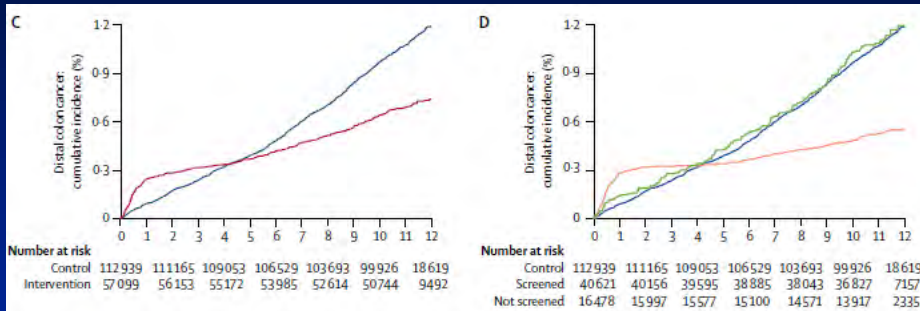 C
1·2
0·9
0·6
0·3
0
Distal colon cancer:
cumulative incidence (%)
0 1 2 3 4 5 6 7 8 9 10 11 12
Number at risk
Control 112 939 111 165 109 053 106 529 103 693 99 926 18 619
Intervention 57 099 56 153 55 172 53 985 52 614 50 744 9492
D
1·2
0·9
0·6
0·3
0
Distal colon cancer:
cumulative incidence (%)
0 1 2 3 4 5 6 7 8 9 10 11 12
Number at risk
Control 112 939 111 165 109 053 106 529 103 693 99 926 18 619
Screened 40 621 40 156 39 595 38 885 38 043 36 827 7157
Not screened 16 478 15 997 15 577 15 100 14 571 13 917 2335